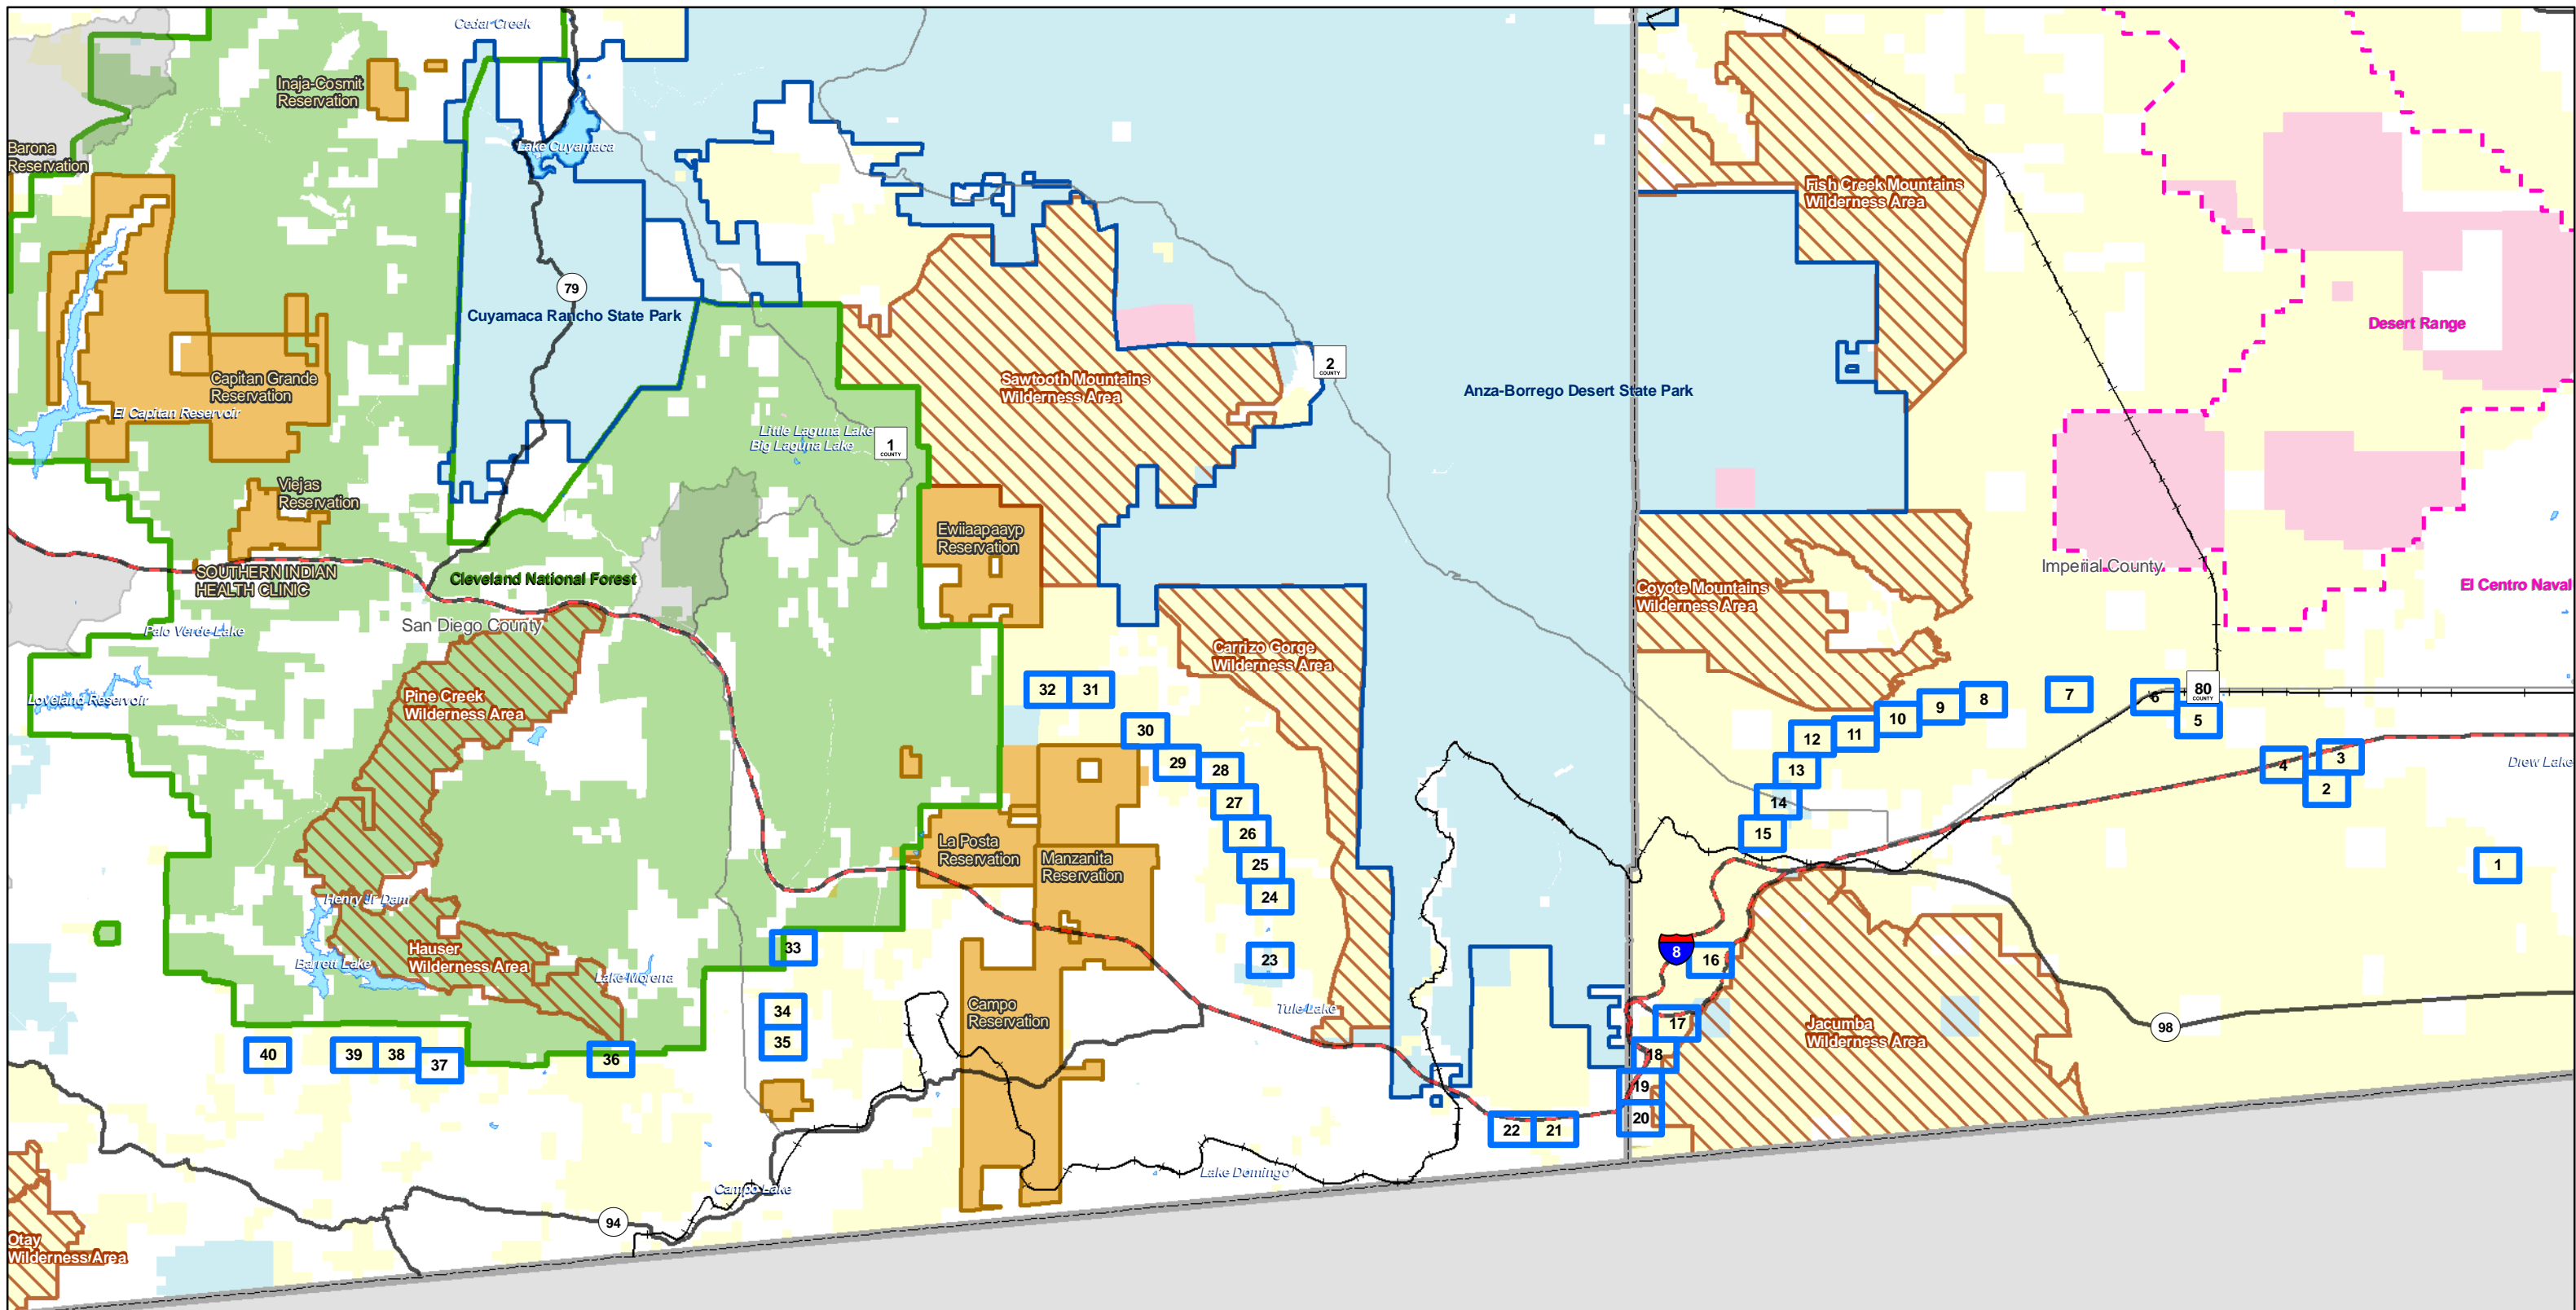 Cedar Creek
Inaja-Cosmit
Reservation
Barona
Reservation
Lake Cuyamaca
Fish Creek Mountains
Wilderness Area
79
Cuyamaca Rancho State Park
Desert Range
Capitan Grande
Reservation
El Capitan Reservoir
Sawtooth Mountains
Wilderness Area
2
COUNTY
Anza-Borrego Desert State Park
Little Laguna Lake
Big Laguna Lake
1
COUNTY
Viejas
Reservation
Ewiiaapaayp
Reservation
SOUTHERN INDIAN
HEALTH CLINIC
Cleveland National Forest
Imperial County
El Centro Naval
Coyote Mountains
Wilderness Area
San Diego County
Palo Verde Lake
Carrizo Gorge
Wilderness Area
Loveland Reservoir
Pine Creek
Wilderness Area
32
31
30
29
28
27
26
25
24
23
12
11
10
9
8
7
6
80
COUNTY
5
13
14
15
4
3
2
1
Drew Lake
La Posta
Reservation
Manzanita
Reservation
Henry Jr Dam
Hauser
Wilderness Area
Barrett Lake
Lake Morena
33
34
35
Campo
Reservation
Tule Lake
8
16
17
18
19
20
Jacumba
Wilderness Area
98
40
39
38
37
36
22
21
Lake Domingo
Campo Lake
94
Otay
Wilderness Area